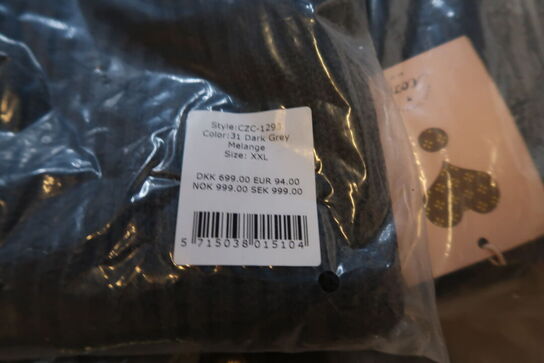 Style:CZC-1293
Color:31 Dark Grey
Melange
Size: XXL
DKK 699.00 EUR 94.00
NOK 999.00 SEK 999.00
5 715038 015104